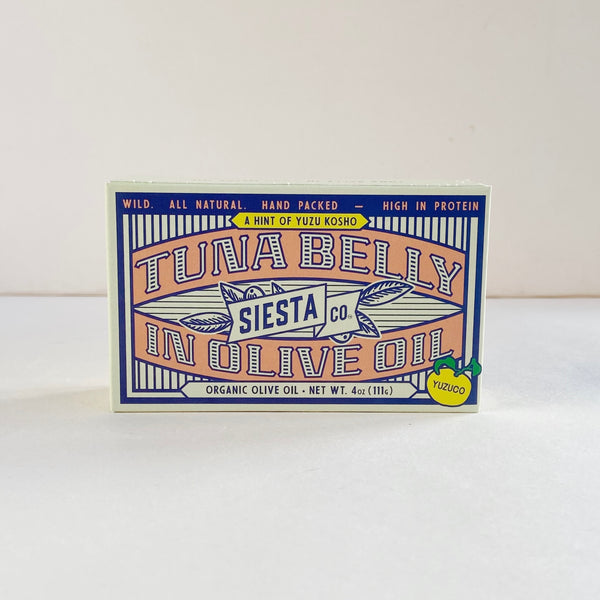 WILD. ALL NATURAL. HAND PACKED — HIGH IN PROTEIN
A HINT OF YUZU KOSHO
TUNA BELLY
SIESTA CO.
IN OLIVE OIL
YUZUCO
ORGANIC OLIVE OIL • NET WT. 4oz (111g)